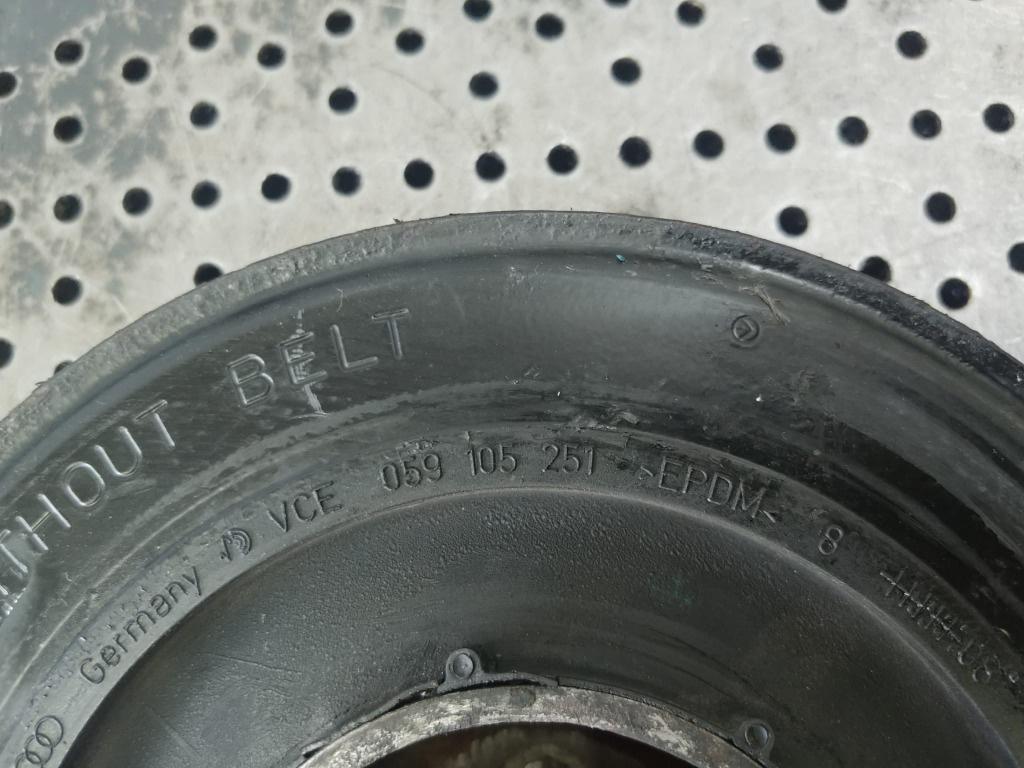 THOUT BELT
Germany VCE 059 105 251 >EPDM< 8